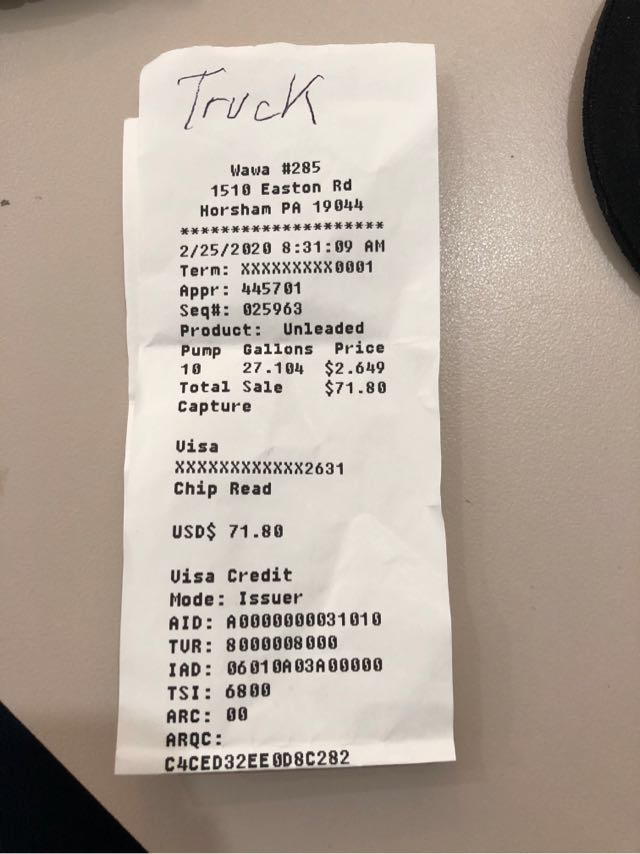 Truck
Wawa #285
1510 Easton Rd
Horsham PA 19044
********************
2/25/2020 8:31:09 AM
Term: XXXXXXXXX0001
Appr: 445701
Seq#: 025963
Product: Unleaded
Pump Gallons Price
10 27.104 $2.649
Total Sale $71.80
Capture
Visa
XXXXXXXXXXXX2631
Chip Read
USD$ 71.80
Visa Credit
Mode: Issuer
AID: A0000000031010
TVR: 8000008000
IAD: 06010A03A00000
TSI: 6800
ARC: 00
ARQC:
C4CED32EE0D8C282